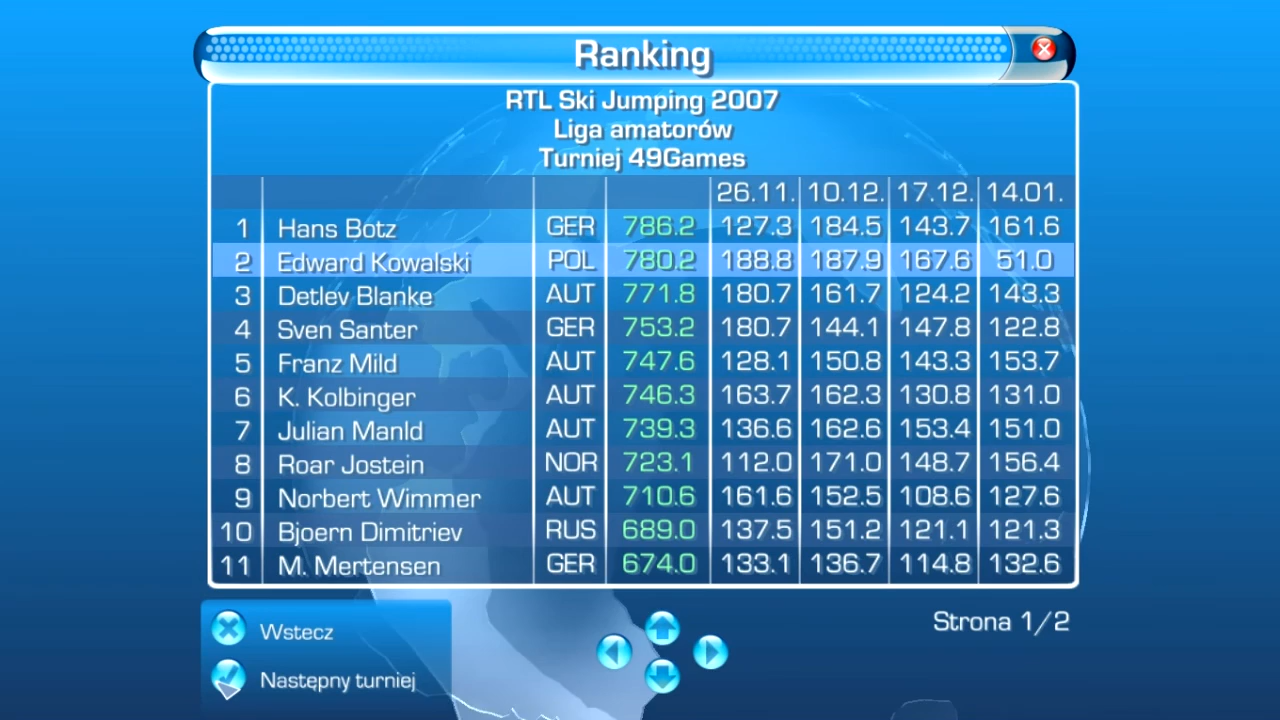 Ranking
RTL Ski Jumping 2007
Liga amatorów
Turniej 49Games
26.11. 10.12. 17.12. 14.01.
1 Hans Botz GER 786.2 127.3 184.5 143.7 161.6
2 Edward Kowalski POL 780.2 188.8 187.9 167.6 51.0
3 Detlev Blanke AUT 771.8 180.7 161.7 124.2 143.3
4 Sven Santer GER 753.2 180.7 144.1 147.8 122.8
5 Franz Mild AUT 747.6 128.1 150.8 143.3 153.7
6 K. Kolbinger AUT 746.3 163.7 162.3 130.8 131.0
7 Julian Manld AUT 739.3 136.6 162.6 153.4 151.0
8 Roar Jostein NOR 723.1 112.0 171.0 148.7 156.4
9 Norbert Wimmer AUT 710.6 161.6 152.5 108.6 127.6
10 Bjoern Dimitriev RUS 689.0 137.5 151.2 121.1 121.3
11 M. Mertensen GER 674.0 133.1 136.7 114.8 132.6
Strona 1/2
Wstecz
Następny turniej